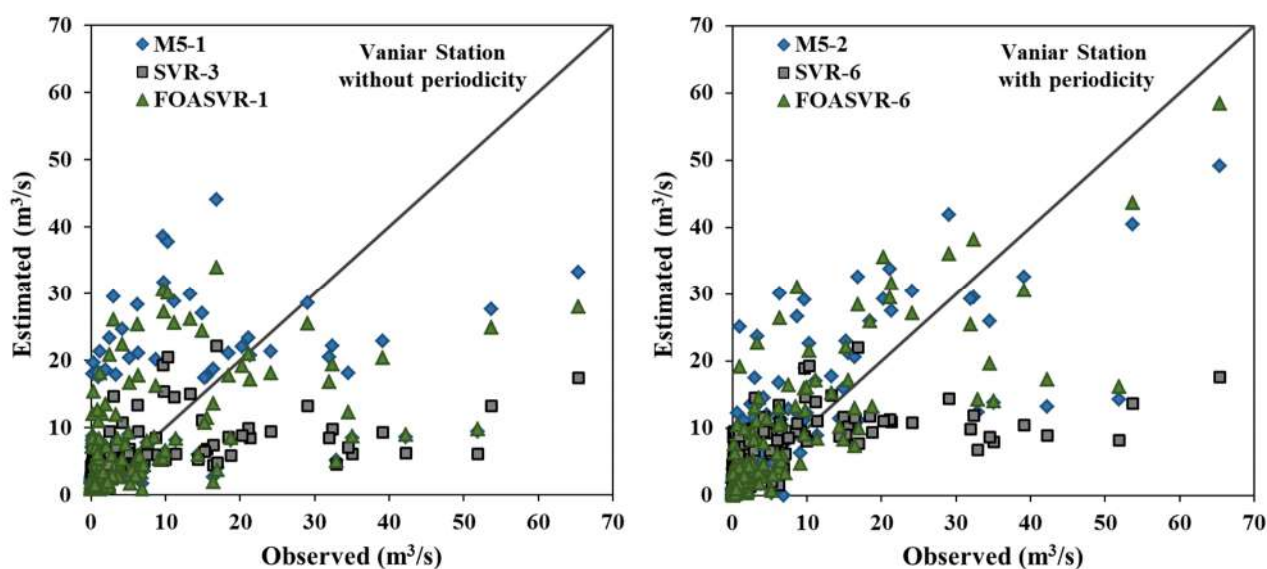 70
60
50
40
30
20
10
0
Estimated (m³/s)
M5-1
SVR-3
FOASVR-1
Vaniar Station
without periodicity
0 10 20 30 40 50 60 70
Observed (m³/s)
70
60
50
40
30
20
10
0
Estimated (m³/s)
M5-2
SVR-6
FOASVR-6
Vaniar Station
with periodicity
0 10 20 30 40 50 60 70
Observed (m³/s)